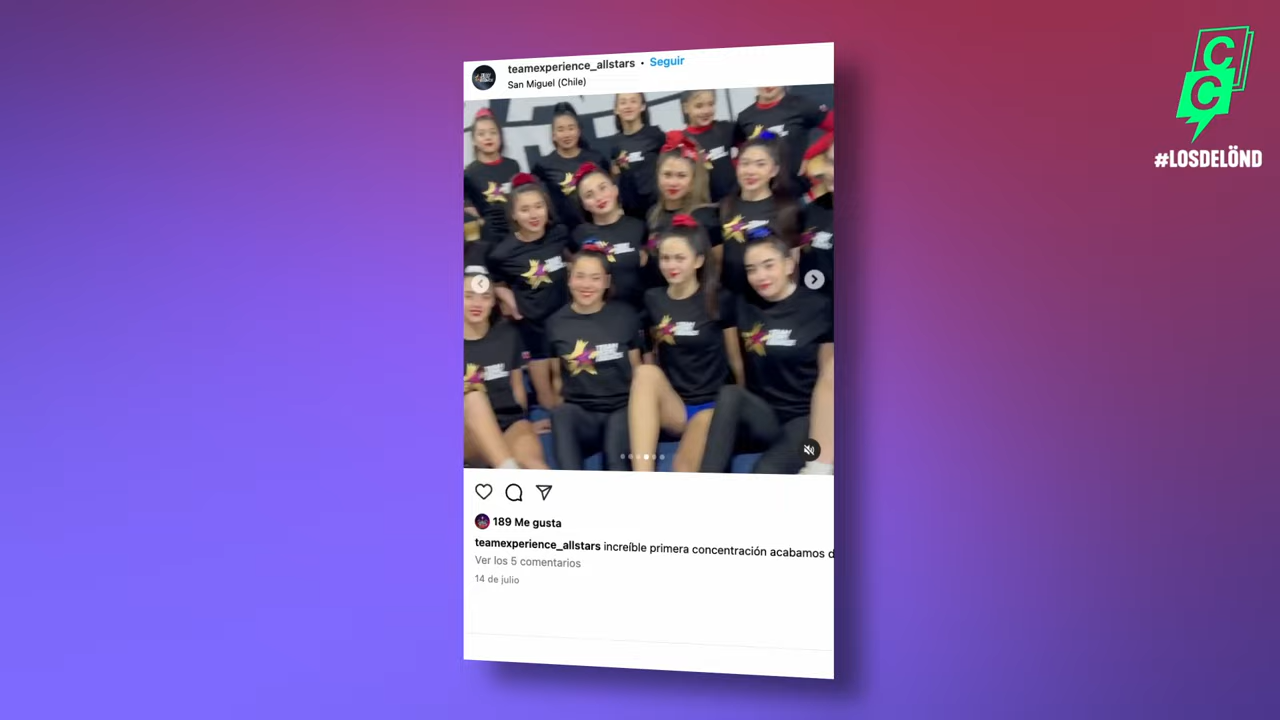 teamexperience_allstars • Seguir
San Miguel (Chile)
C
C
#LOSDELÖND
189 Me gusta
teamexperience_allstars increíble primera concentración acabamos d
Ver los 5 comentarios
14 de julio